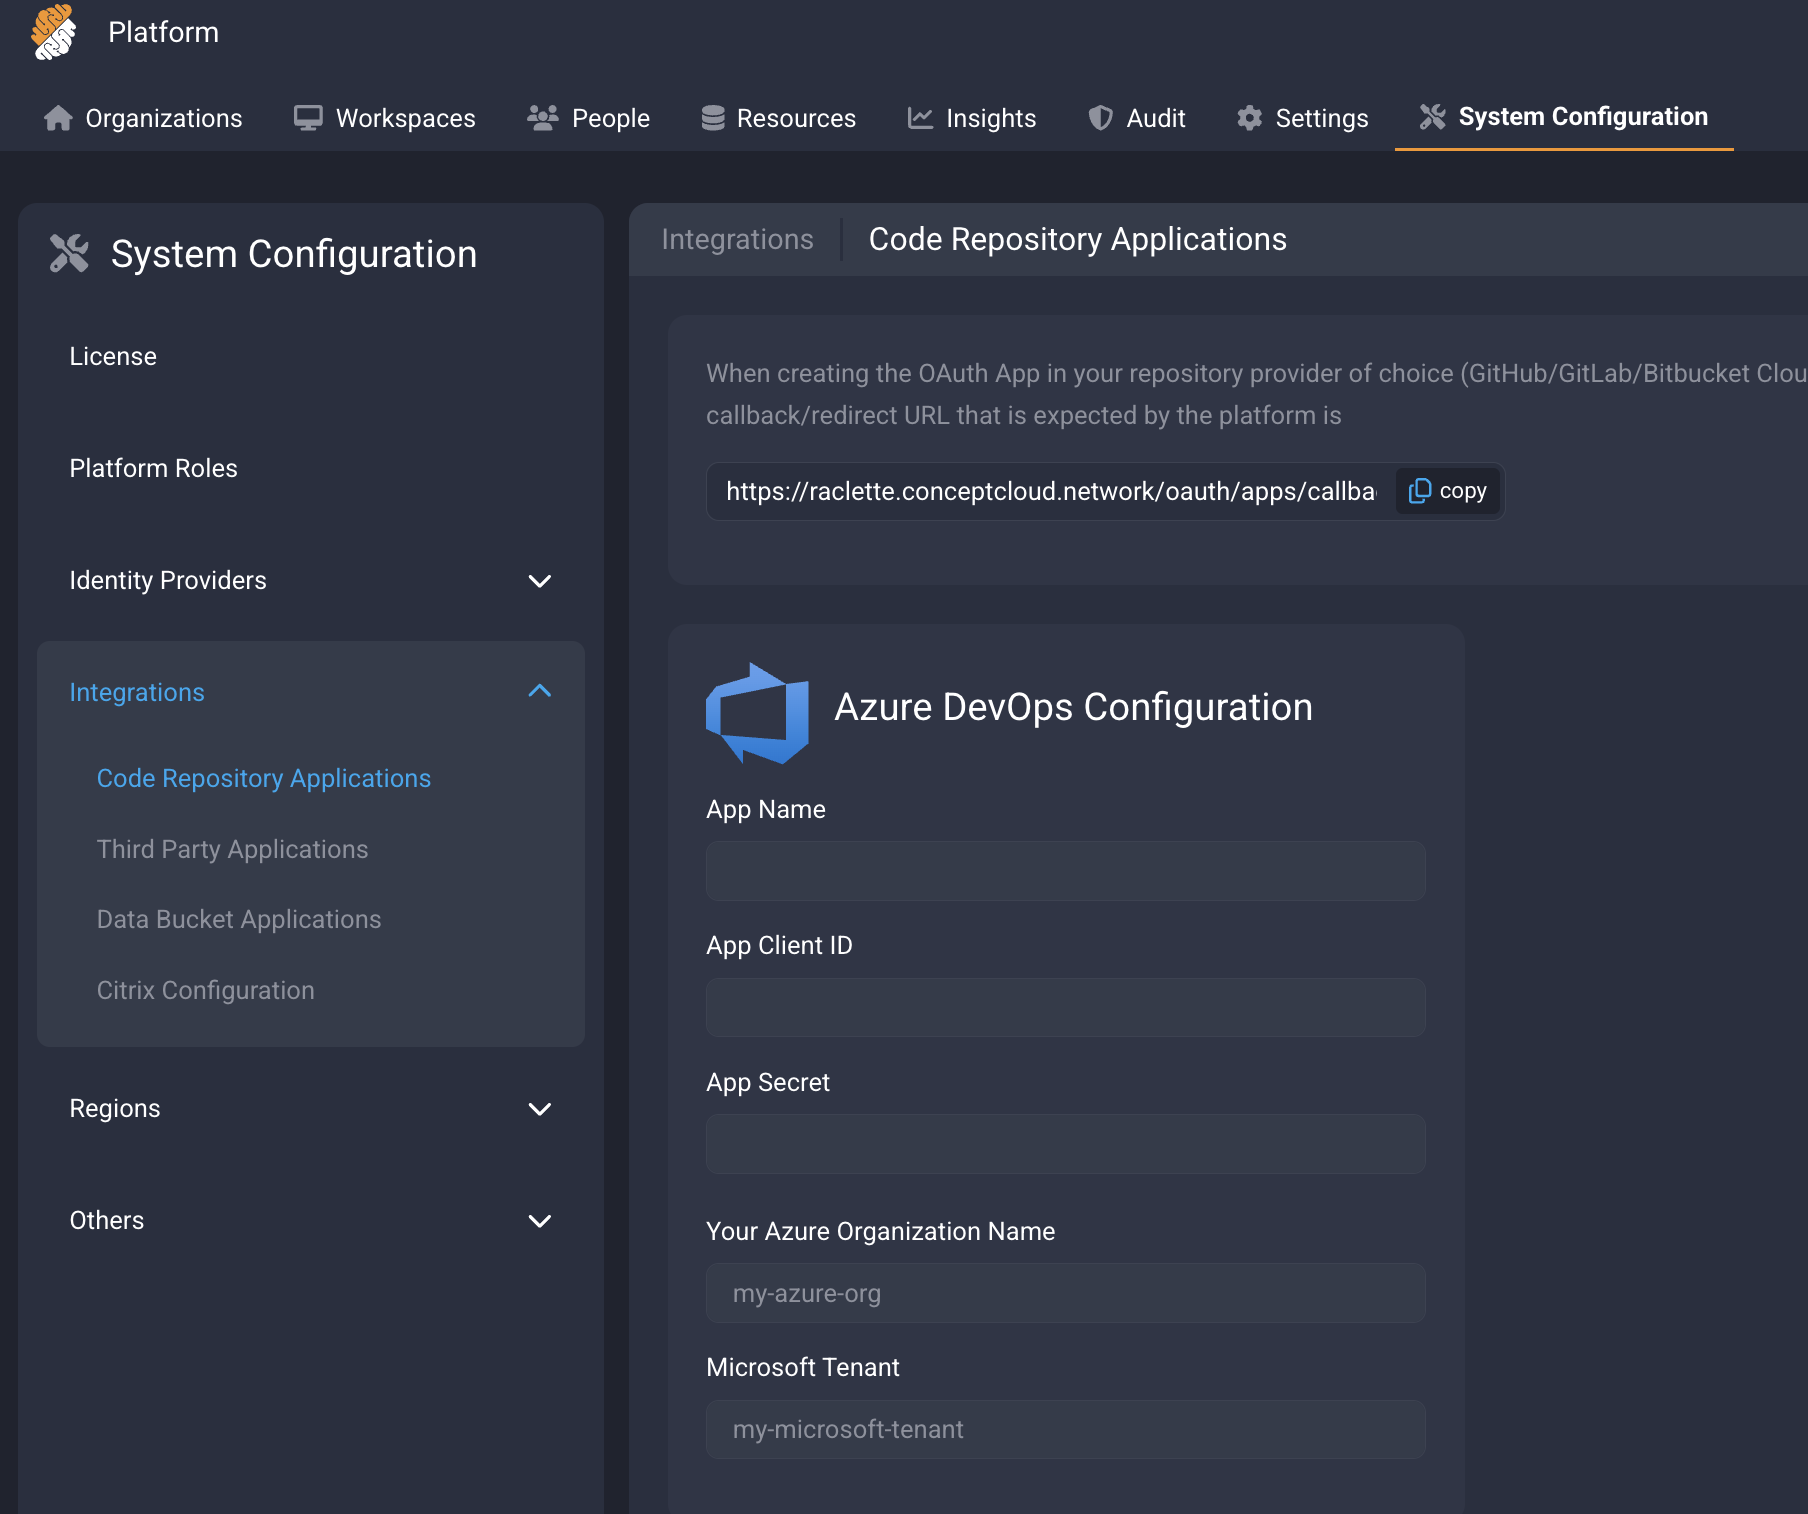 Platform
Organizations
Workspaces
People
Resources
Insights
Audit
Settings
System Configuration
System Configuration
License
Platform Roles
Identity Providers
Integrations
Code Repository Applications
Third Party Applications
Data Bucket Applications
Citrix Configuration
Regions
Others
Integrations
Code Repository Applications
When creating the OAuth App in your repository provider of choice (GitHub/GitLab/Bitbucket Clou
callback/redirect URL that is expected by the platform is
https://raclette.conceptcloud.network/oauth/apps/callba
copy
Azure DevOps Configuration
App Name
App Client ID
App Secret
Your Azure Organization Name
my-azure-org
Microsoft Tenant
my-microsoft-tenant